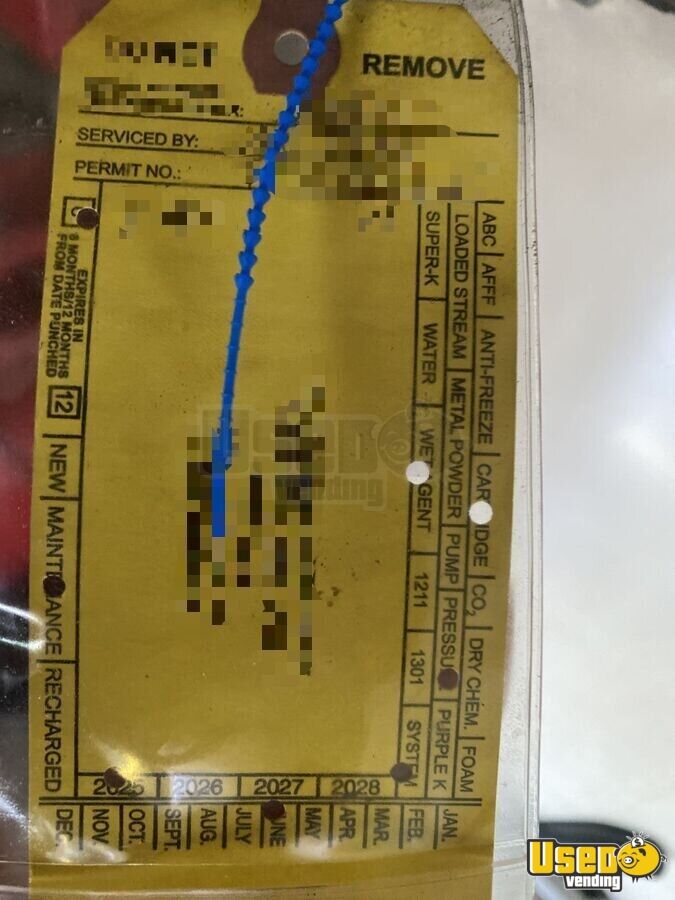 REMOVE
SERVICED BY:
PERMIT NO.:
ABC AFFF ANTI-FREEZE CARTRIDGE CO₂ DRY CHEM. FOAM
LOADED STREAM METAL POWDER PUMP PRESSURE PURPLE K
SUPER-K WATER WET AGENT 1211 1301 SYSTEM
EXPIRES IN
6 MONTHS/12 MONTHS
FROM DATE PUNCHED
12 NEW MAINTENANCE RECHARGED
2025 2026 2027 2028
DEC. NOV. OCT. SEPT. AUG. JULY JUNE MAY APR. MAR. FEB. JAN.
USED vending
USED vending